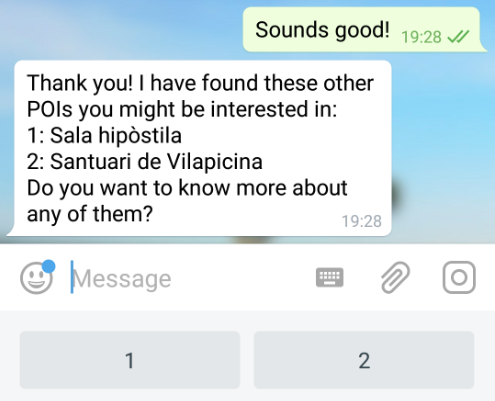 Sounds good! 19:28
Thank you! I have found these other
POIs you might be interested in:
1: Sala hipòstila
2: Santuari de Vilapicina
Do you want to know more about
any of them? 19:28
Message
1 2